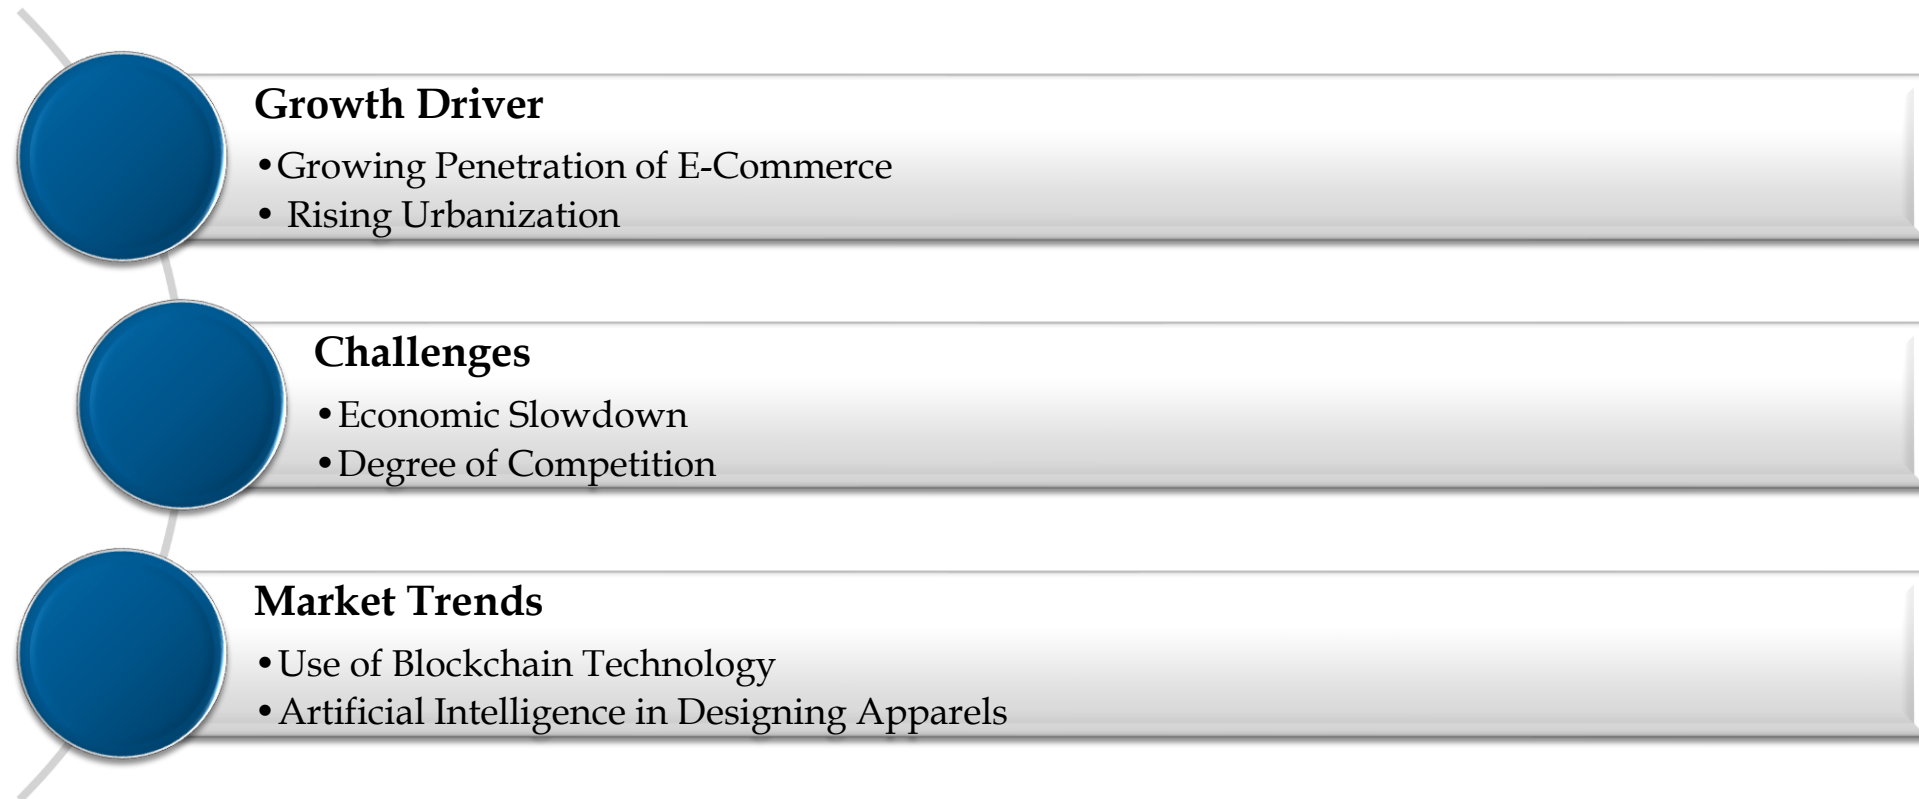 Growth Driver
•Growing Penetration of E-Commerce
• Rising Urbanization
Challenges
•Economic Slowdown
•Degree of Competition
Market Trends
•Use of Blockchain Technology
•Artificial Intelligence in Designing Apparels